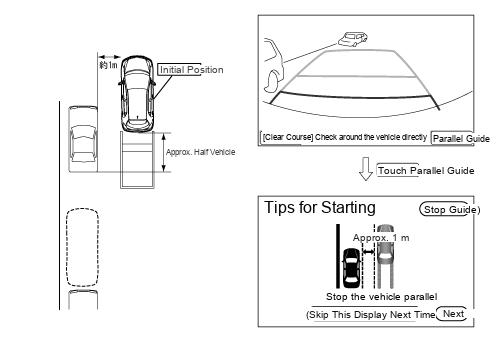 約1m
Initial Position
Approx. Half Vehicle
[Clear Course] Check around the vehicle directly
Parallel Guide
Touch Parallel Guide
Tips for Starting
Stop Guide)
Approx. 1 m
Stop the vehicle parallel
(Skip This Display Next Time
Next